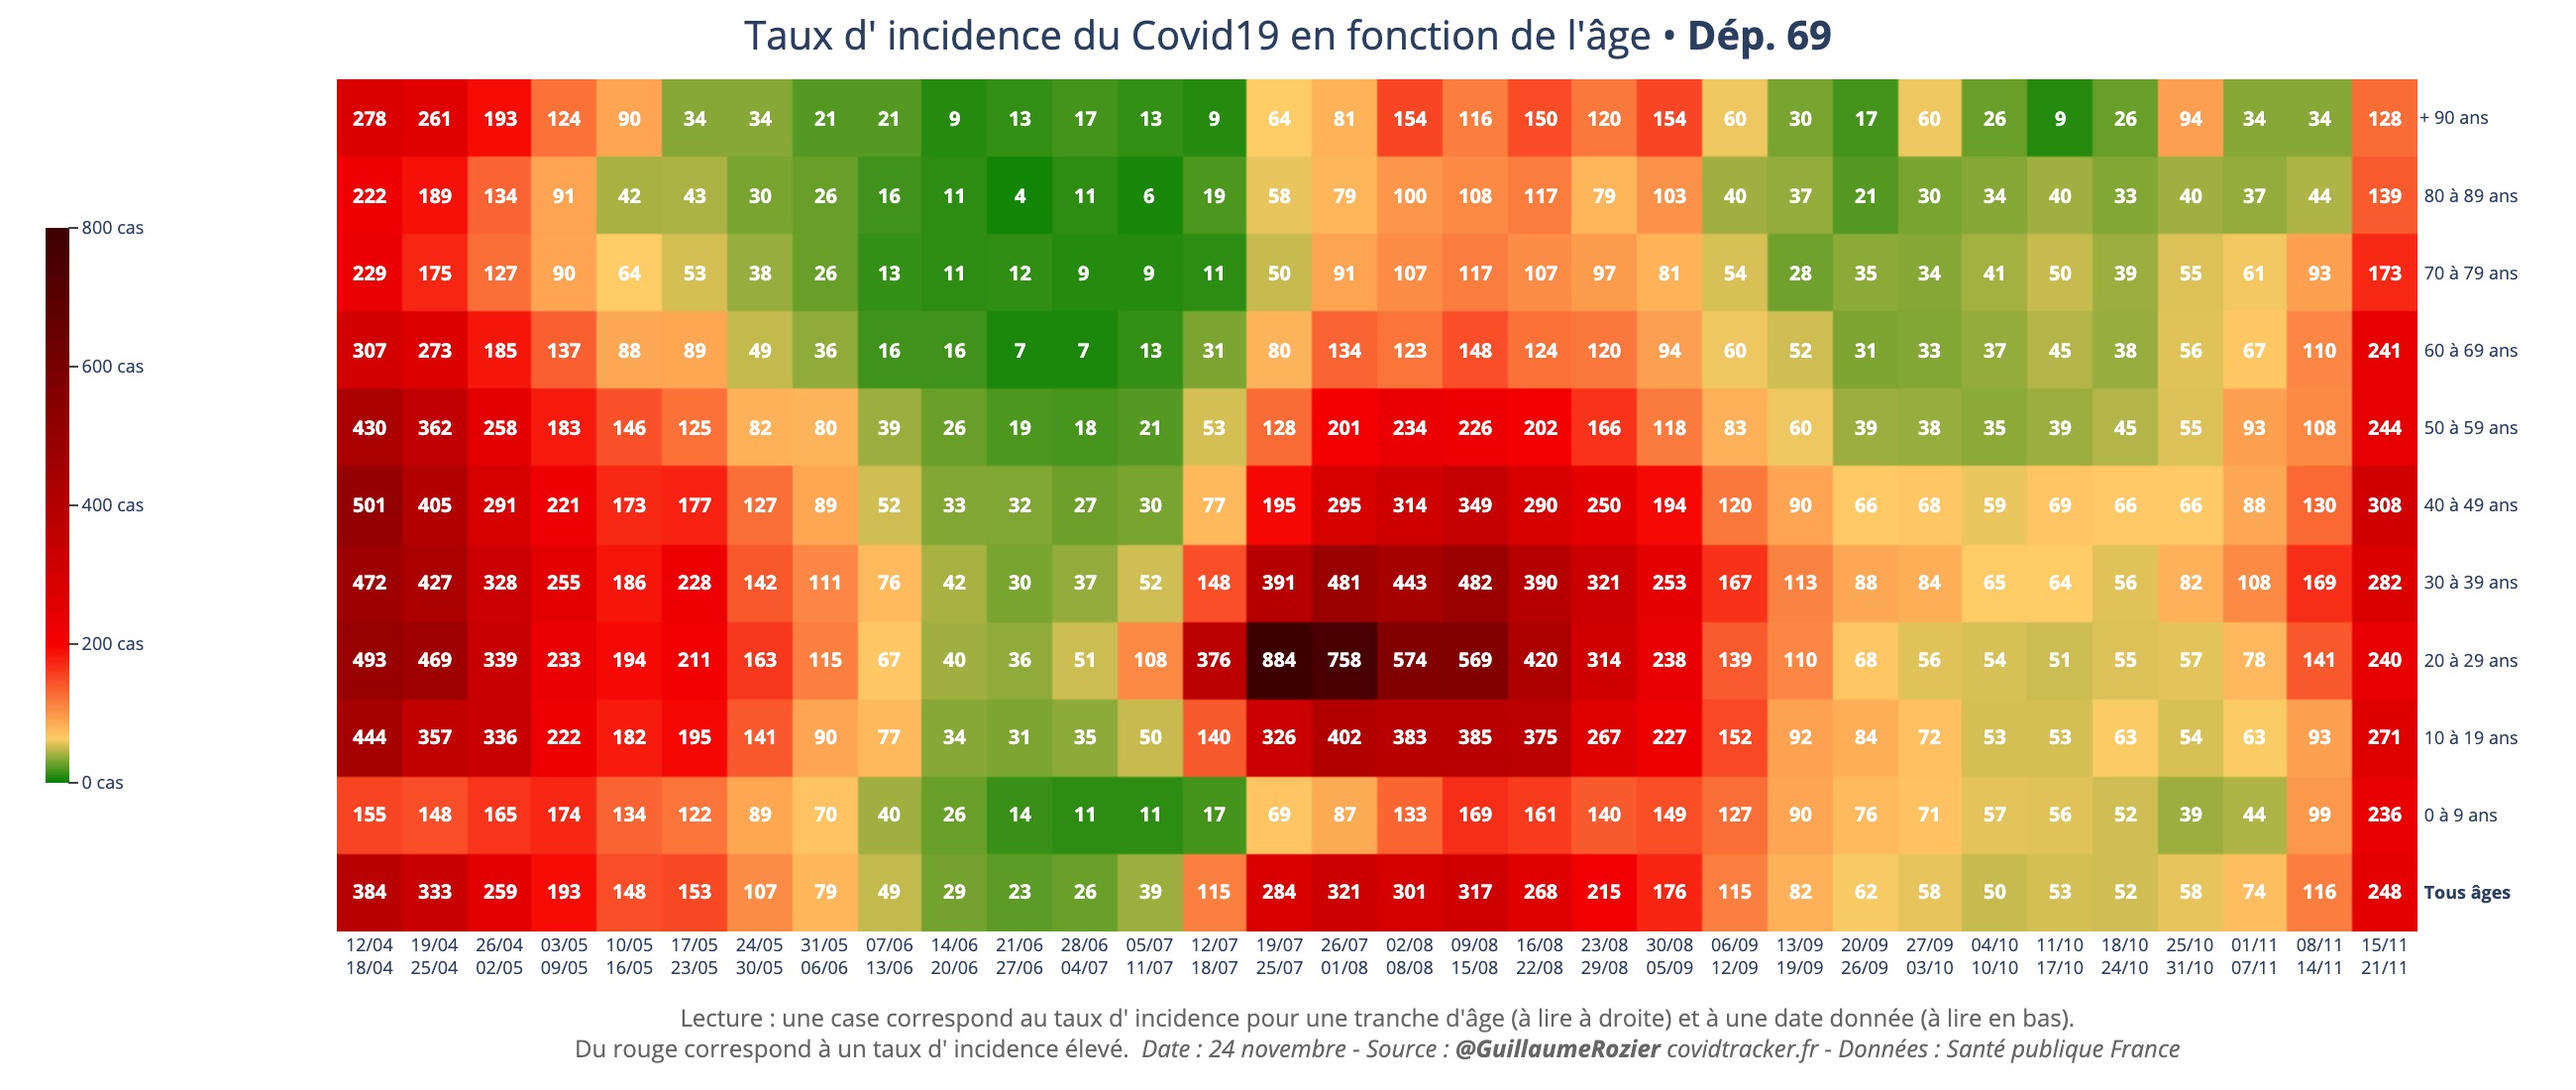 Taux d' incidence du Covid19 en fonction de l'âge • Dép. 69
800 cas
600 cas
400 cas
200 cas
0 cas
278 261 193 124 90 34 34 21 21 9 13 17 13 9 64 81 154 116 150 120 154 60 30 17 60 26 9 26 94 34 34 128 + 90 ans
222 189 134 91 42 43 30 26 16 11 4 11 6 19 58 79 100 108 117 79 103 40 37 21 30 34 40 33 40 37 44 139 80 à 89 ans
229 175 127 90 64 53 38 26 13 11 12 9 9 11 50 91 107 117 107 97 81 54 28 35 34 41 50 39 55 61 93 173 70 à 79 ans
307 273 185 137 88 89 49 36 16 16 7 7 13 31 80 134 123 148 124 120 94 60 52 31 33 37 45 38 56 67 110 241 60 à 69 ans
430 362 258 183 146 125 82 80 39 26 19 18 21 53 128 201 234 226 202 166 118 83 60 39 38 35 39 45 55 93 108 244 50 à 59 ans
501 405 291 221 173 177 127 89 52 33 32 27 30 77 195 295 314 349 290 250 194 120 90 66 68 59 69 66 66 88 130 308 40 à 49 ans
472 427 328 255 186 228 142 111 76 42 30 37 52 148 391 481 443 482 390 321 253 167 113 88 84 65 64 56 82 108 169 282 30 à 39 ans
493 469 339 233 194 211 163 115 67 40 36 51 108 376 884 758 574 569 420 314 238 139 110 68 56 54 51 55 57 78 141 240 20 à 29 ans
444 357 336 222 182 195 141 90 77 34 31 35 50 140 326 402 383 385 375 267 227 152 92 84 72 53 53 63 54 63 93 271 10 à 19 ans
155 148 165 174 134 122 89 70 40 26 14 11 11 17 69 87 133 169 161 140 149 127 90 76 71 57 56 52 39 44 99 236 0 à 9 ans
384 333 259 193 148 153 107 79 49 29 23 26 39 115 284 321 301 317 268 215 176 115 82 62 58 50 53 52 58 74 116 248 Tous âges
12/04 19/04 26/04 03/05 10/05 17/05 24/05 31/05 07/06 14/06 21/06 28/06 05/07 12/07 19/07 26/07 02/08 09/08 16/08 23/08 30/08 06/09 13/09 20/09 27/09 04/10 11/10 18/10 25/10 01/11 08/11 15/11
18/04 25/04 02/05 09/05 16/05 23/05 30/05 06/06 13/06 20/06 27/06 04/07 11/07 18/07 25/07 01/08 08/08 15/08 22/08 29/08 05/09 12/09 19/09 26/09 03/10 10/10 17/10 24/10 31/10 07/11 14/11 21/11
Lecture : une case correspond au taux d' incidence pour une tranche d'âge (à lire à droite) et à une date donnée (à lire en bas).
Du rouge correspond à un taux d' incidence élevé. Date : 24 novembre - Source : @GuillaumeRozier covidtracker.fr - Données : Santé publique France